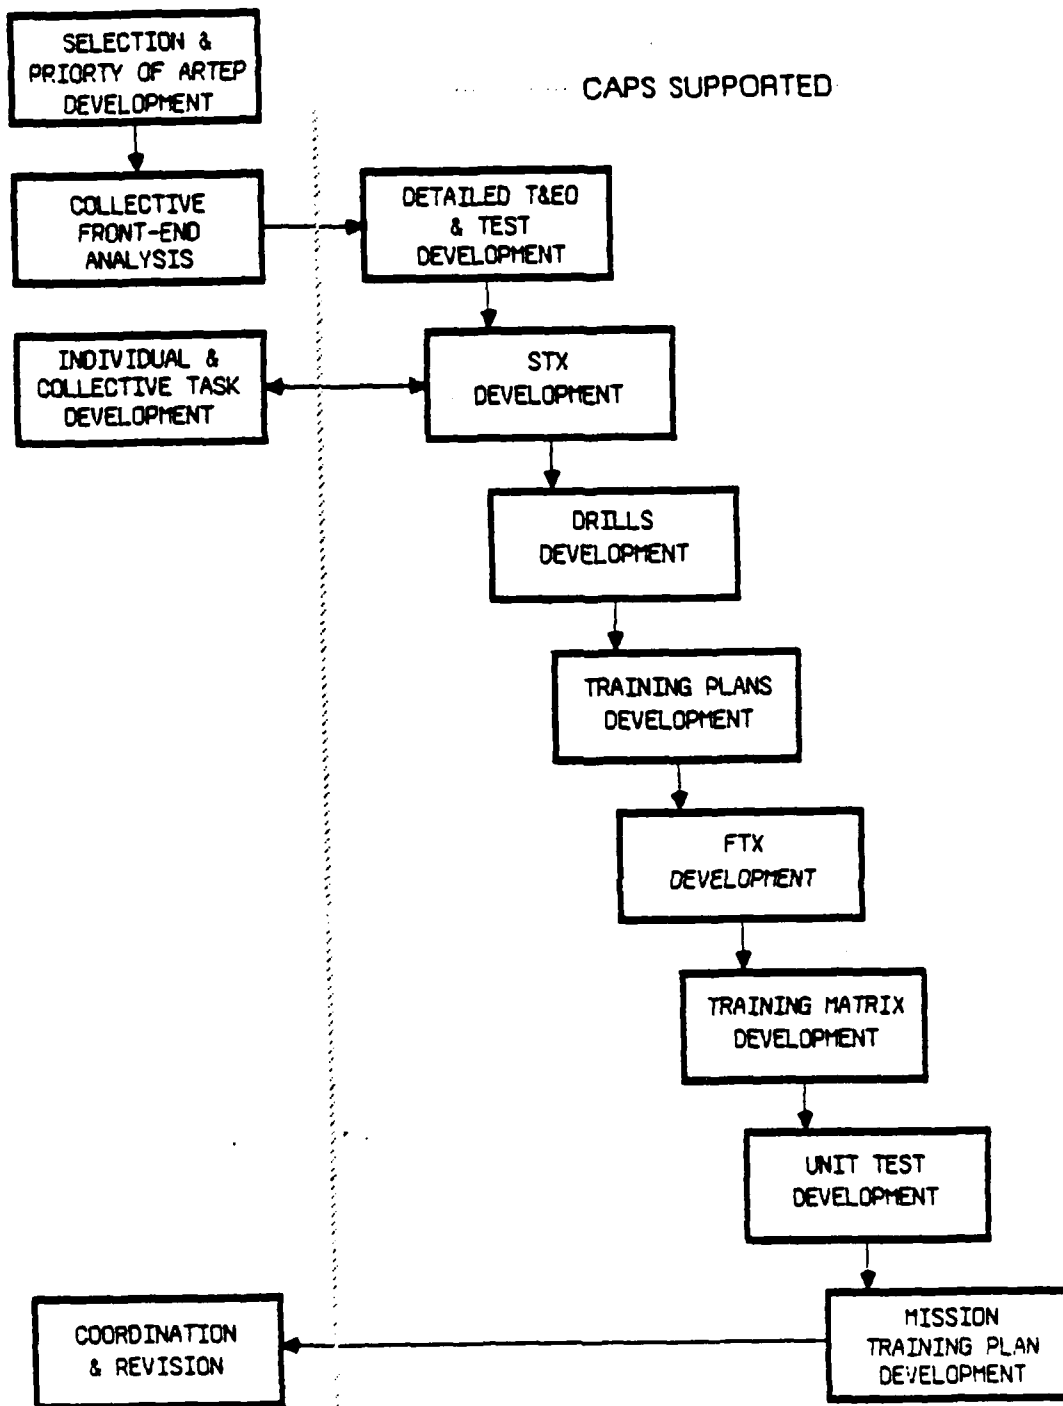 SELECTION &
PRIORTY OF ARTEP
DEVELOPMENT
CAPS SUPPORTED
COLLECTIVE
FRONT-END
ANALYSIS
DETAILED T&EO
& TEST
DEVELOPMENT
INDIVIDUAL &
COLLECTIVE TASK
DEVELOPMENT
STX
DEVELOPMENT
DRILLS
DEVELOPMENT
TRAINING PLANS
DEVELOPMENT
FTX
DEVELOPMENT
TRAINING MATRIX
DEVELOPMENT
UNIT TEST
DEVELOPMENT
COORDINATION
& REVISION
MISSION
TRAINING PLAN
DEVELOPMENT